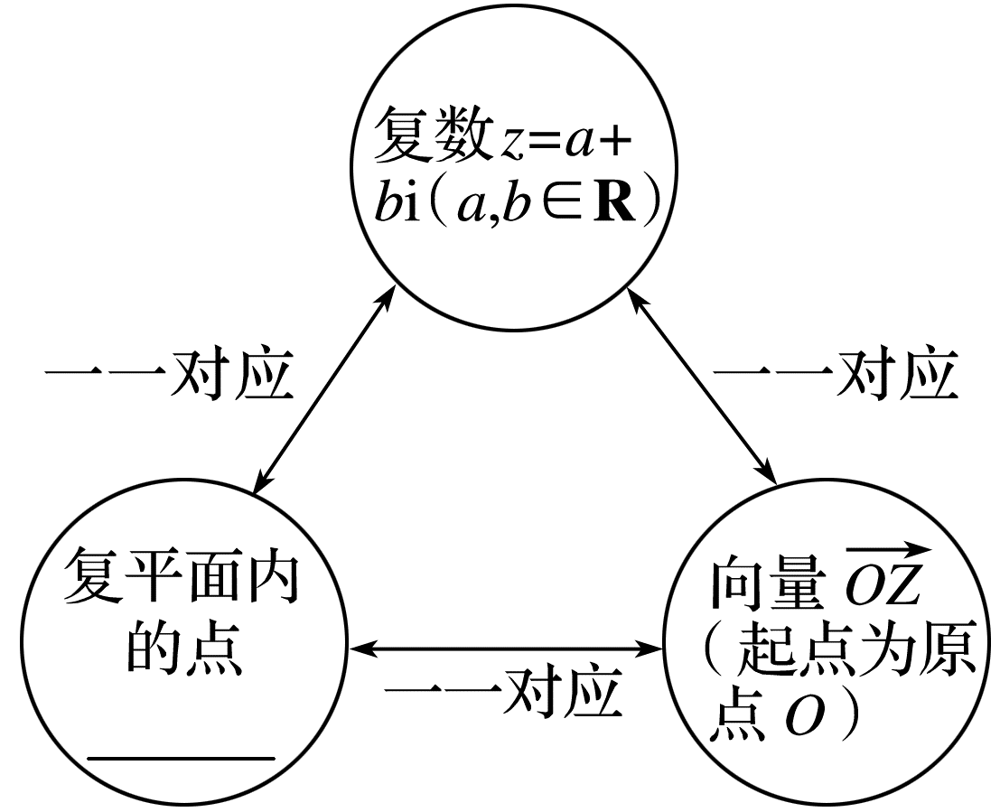 复数z=a+
bi(a,b∈R)
一一对应
一一对应
复平面内
的点
向量 \overrightarrow{OZ}
(起点为原
点 O)
一一对应